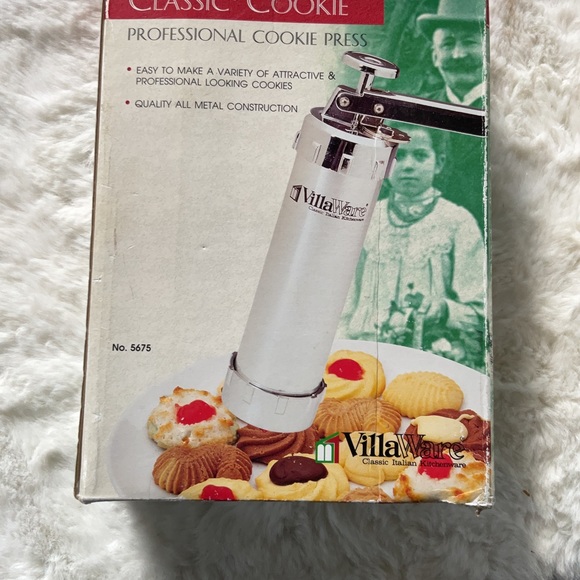 CLASSIC COOKIE
PROFESSIONAL COOKIE PRESS
• EASY TO MAKE A VARIETY OF ATTRACTIVE &
PROFESSIONAL LOOKING COOKIES
• QUALITY ALL METAL CONSTRUCTION
VillaWare®
Classic Italian Kitchenware
No. 5675
VillaWare
Classic Italian Kitchenware